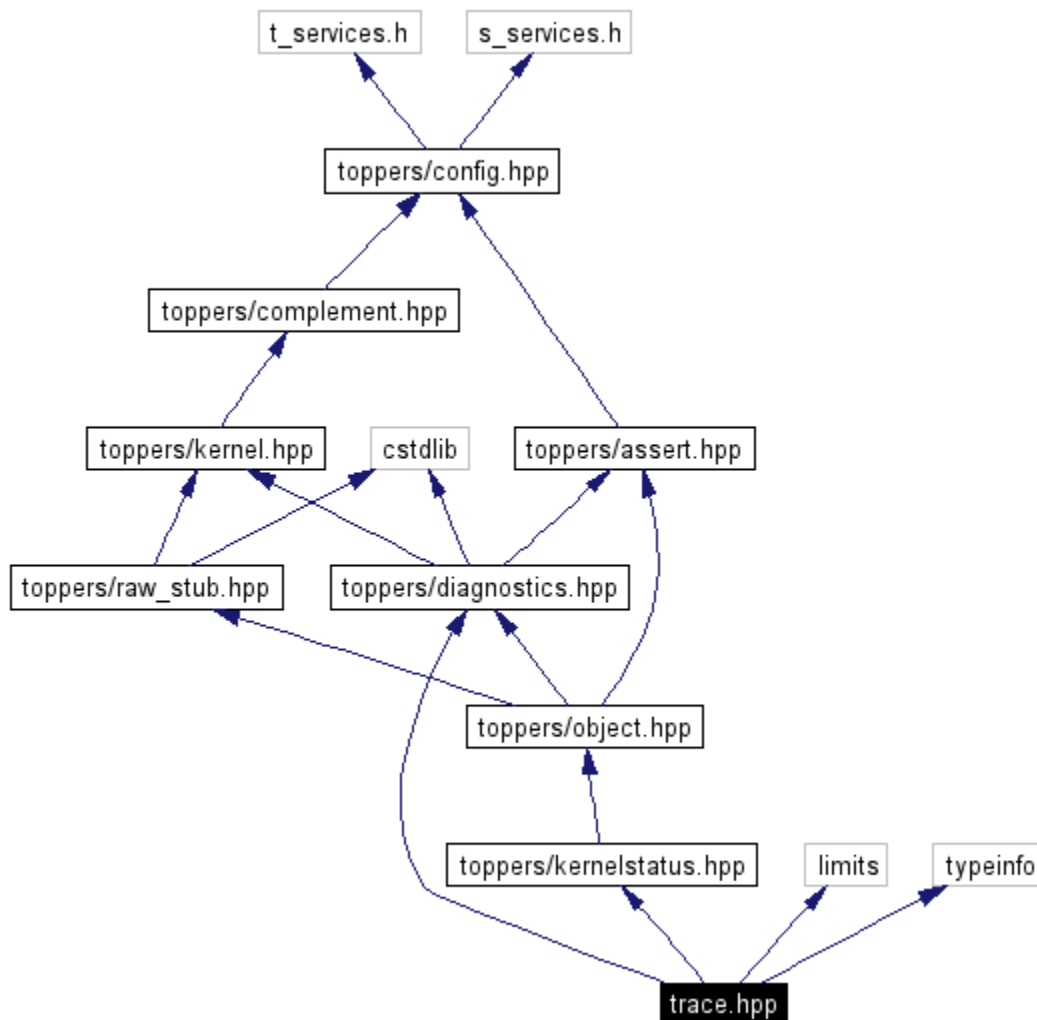 t_services.h
s_services.h
toppers/config.hpp
toppers/complement.hpp
toppers/kernel.hpp
cstdlib
toppers/assert.hpp
toppers/raw_stub.hpp
toppers/diagnostics.hpp
toppers/object.hpp
toppers/kernelstatus.hpp
limits
typeinfo
trace.hpp